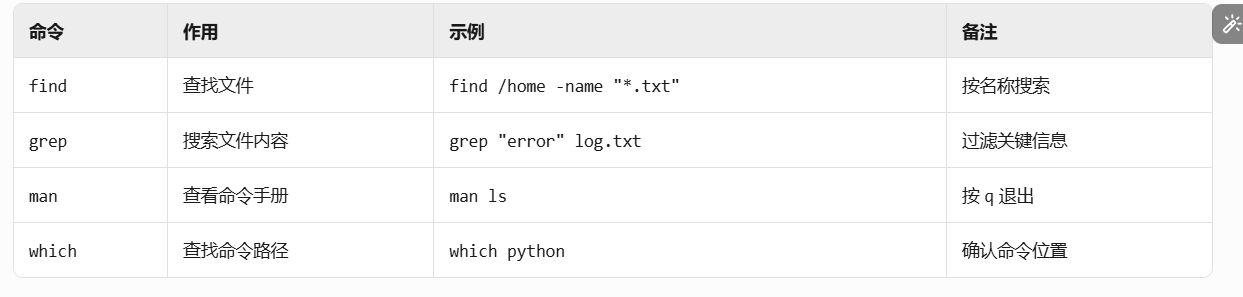 命令 作用 示例 备注
find 查找文件 find /home -name "*.txt" 按名称搜索
grep 搜索文件内容 grep "error" log.txt 过滤关键信息
man 查看命令手册 man ls 按 q 退出
which 查找命令路径 which python 确认命令位置